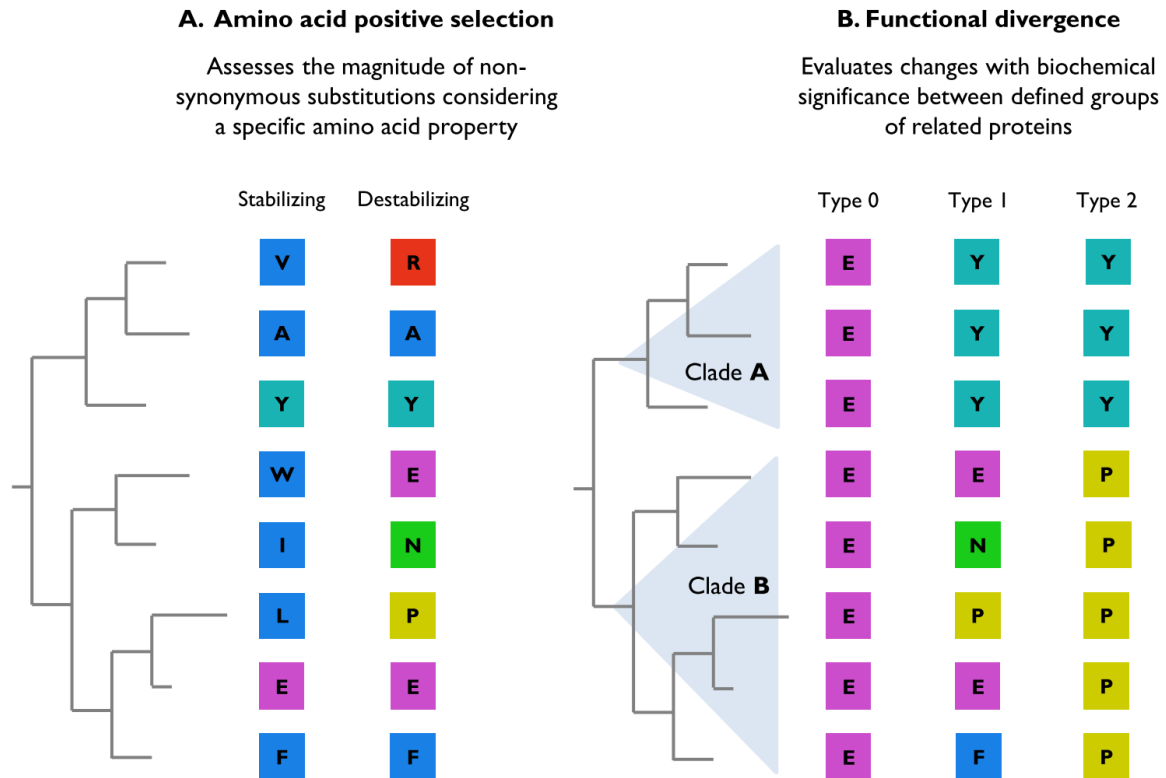 A. Amino acid positive selection
Assesses the magnitude of non-
synonymous substitutions considering
a specific amino acid property
Stabilizing Destabilizing
V R
A A
Y Y
W E
I N
L P
E E
F F
B. Functional divergence
Evaluates changes with biochemical
significance between defined groups
of related proteins
Type 0 Type 1 Type 2
E Y Y
E Y Y
Clade A
E Y Y
E E P
E N P
Clade B
E P P
E E P
E F P